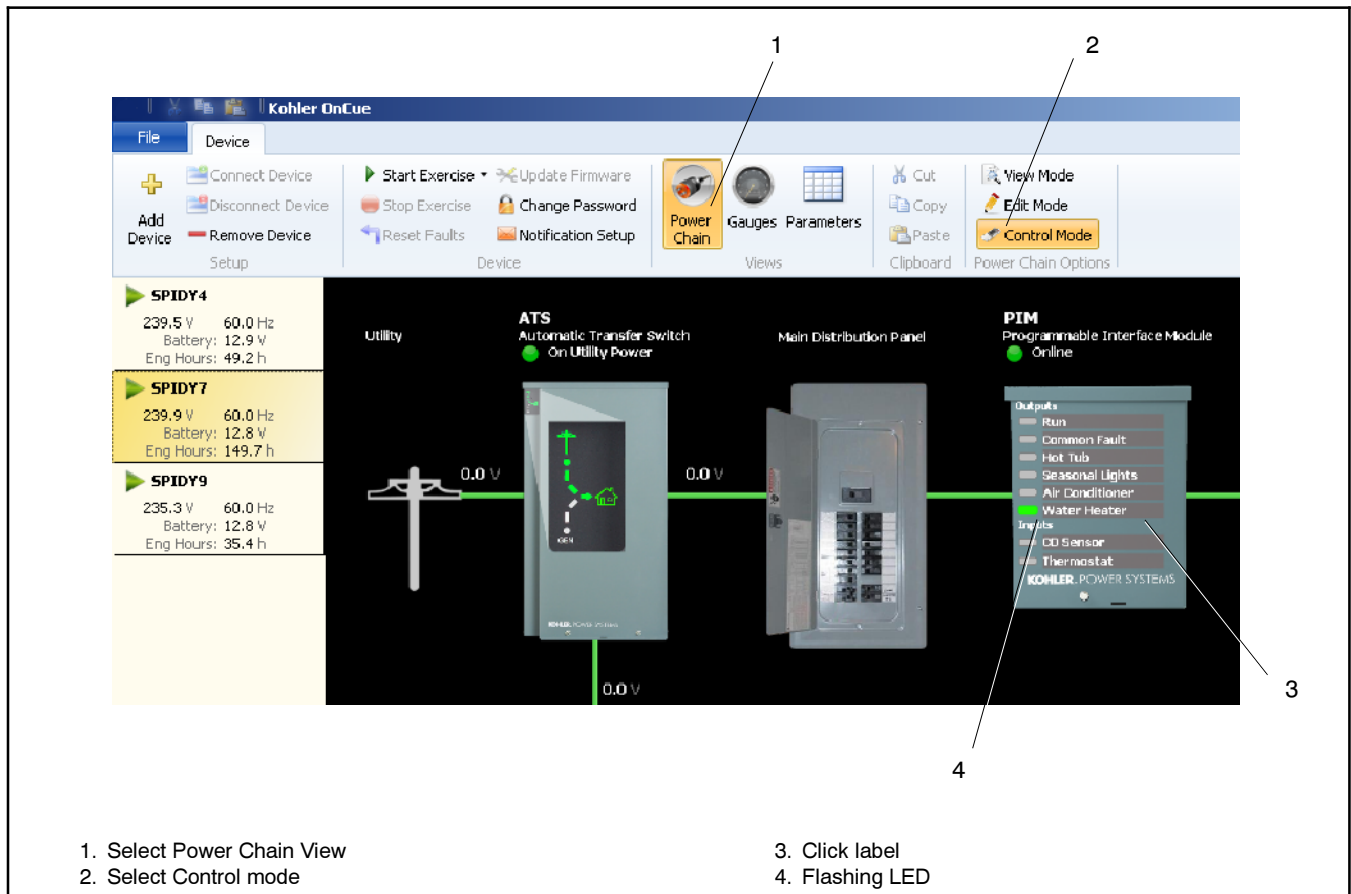 1
2
Kohler OnCue
File
Device
Add Device
Connect Device
Disconnect Device
Remove Device
Setup
Start Exercise
Stop Exercise
Reset Faults
Update Firmware
Change Password
Notification Setup
Device
Power Chain
Gauges
Parameters
Views
Cut
Copy
Paste
Clipboard
View Mode
Edit Mode
Control Mode
Power Chain Options
SPIDY4
239.5 V 60.0 Hz
Battery: 12.9 V
Eng Hours: 49.2 h
SPIDY7
239.9 V 60.0 Hz
Battery: 12.8 V
Eng Hours: 149.7 h
SPIDY9
235.3 V 60.0 Hz
Battery: 12.8 V
Eng Hours: 35.4 h
Utility
ATS
Automatic Transfer Switch
On Utility Power
Main Distribution Panel
PIM
Programmable Interface Module
Online
0.0 V
0.0 V
0.0 V
GEN
KOHLER. POWER SYSTEMS
Outputs
Run
Common Fault
Hot Tub
Seasonal Lights
Air Conditioner
Water Heater
Inputs
CO Sensor
Thermostat
KOHLER. POWER SYSTEMS
3
4
1. Select Power Chain View
2. Select Control mode
3. Click label
4. Flashing LED